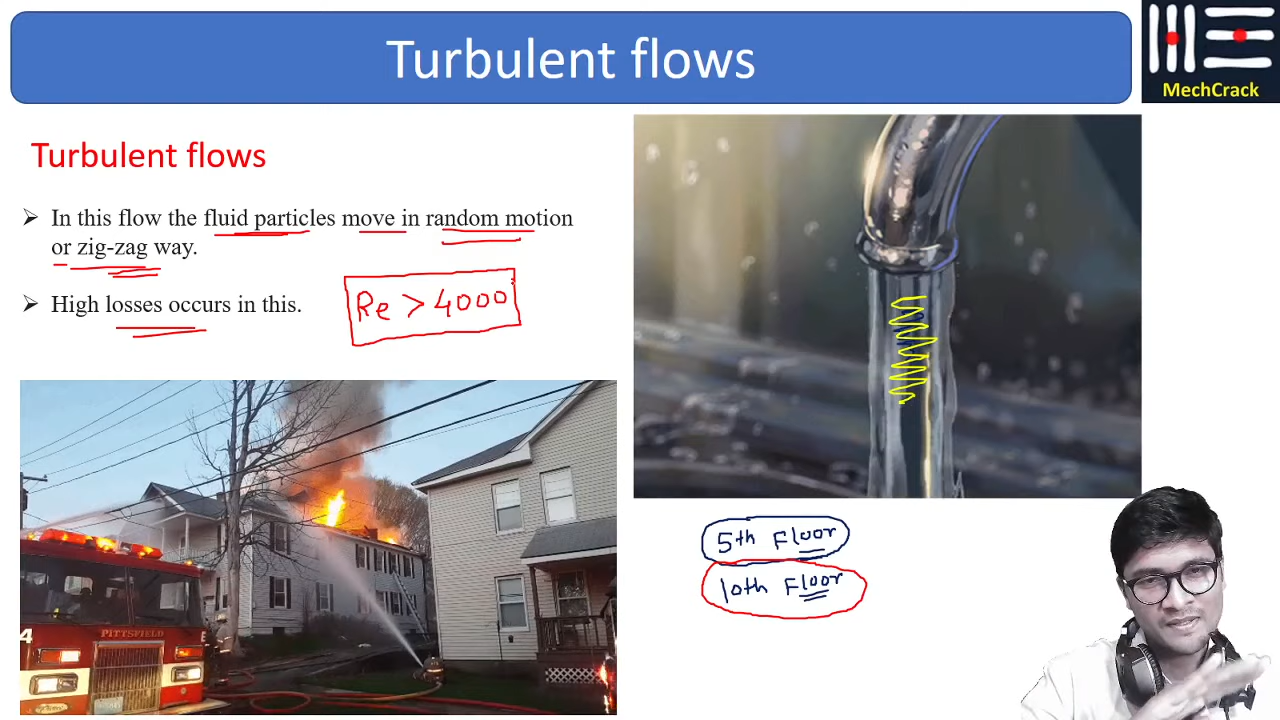 Turbulent flows
MechCrack
Turbulent flows
In this flow the fluid particles move in random motion
or zig-zag way.
High losses occurs in this.
Re > 4000
4 PITTSFIELD E
MechCrack
5th Floor
10th Floor